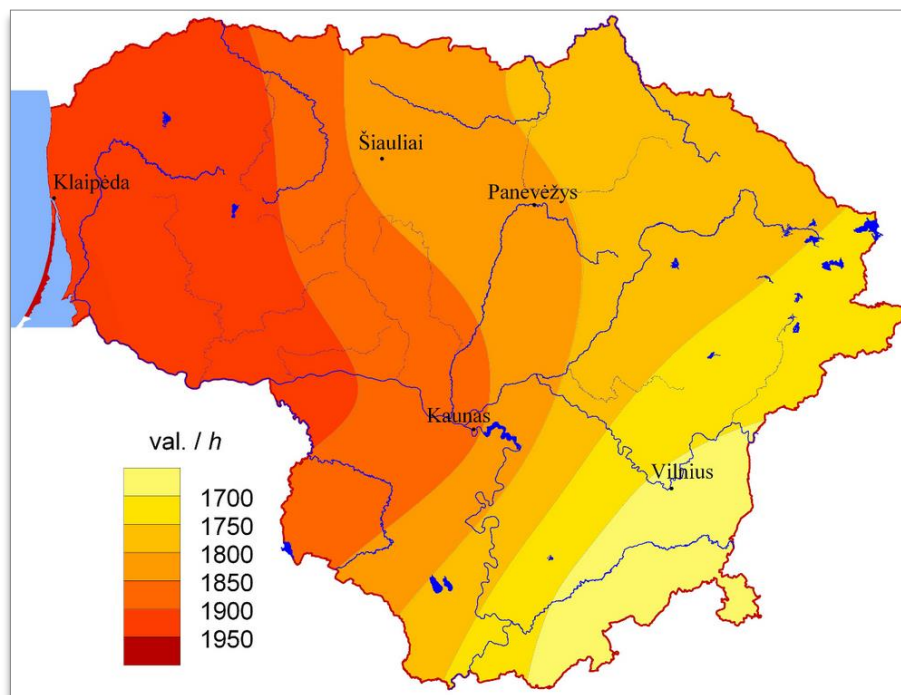 Šiauliai
Klaipėda
Panevėžys
Kaunas
Vilnius
val. / h
1700
1750
1800
1850
1900
1950